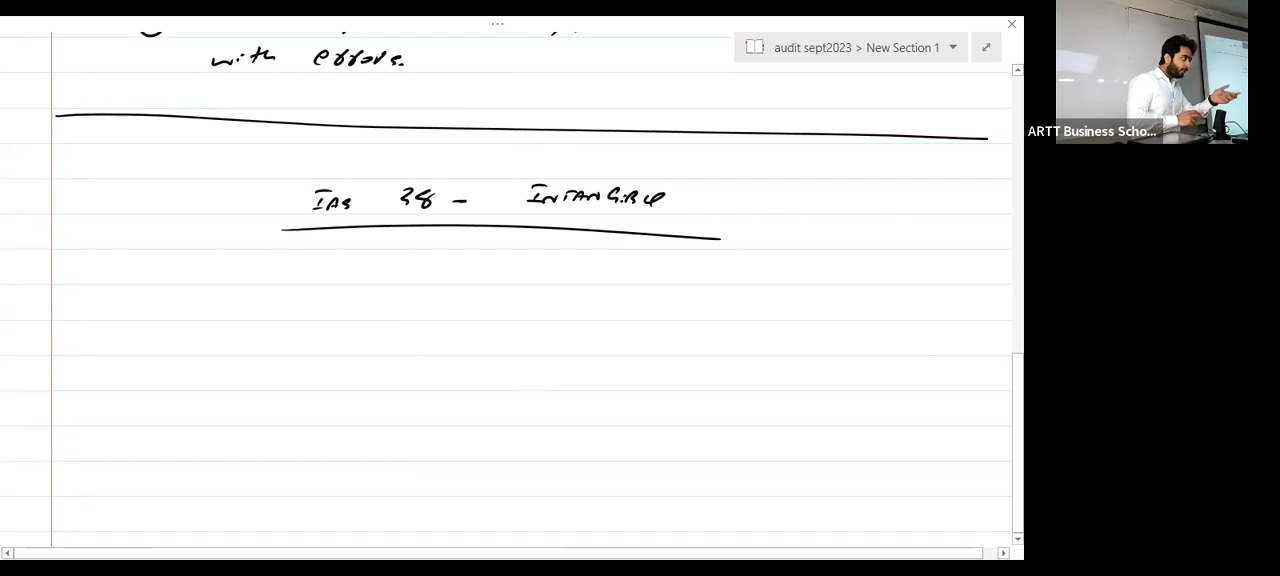 ...
audit sept2023 > New Section 1
with errors.
ARTT Business Scho...
IAS 38 - INTANGIBLE